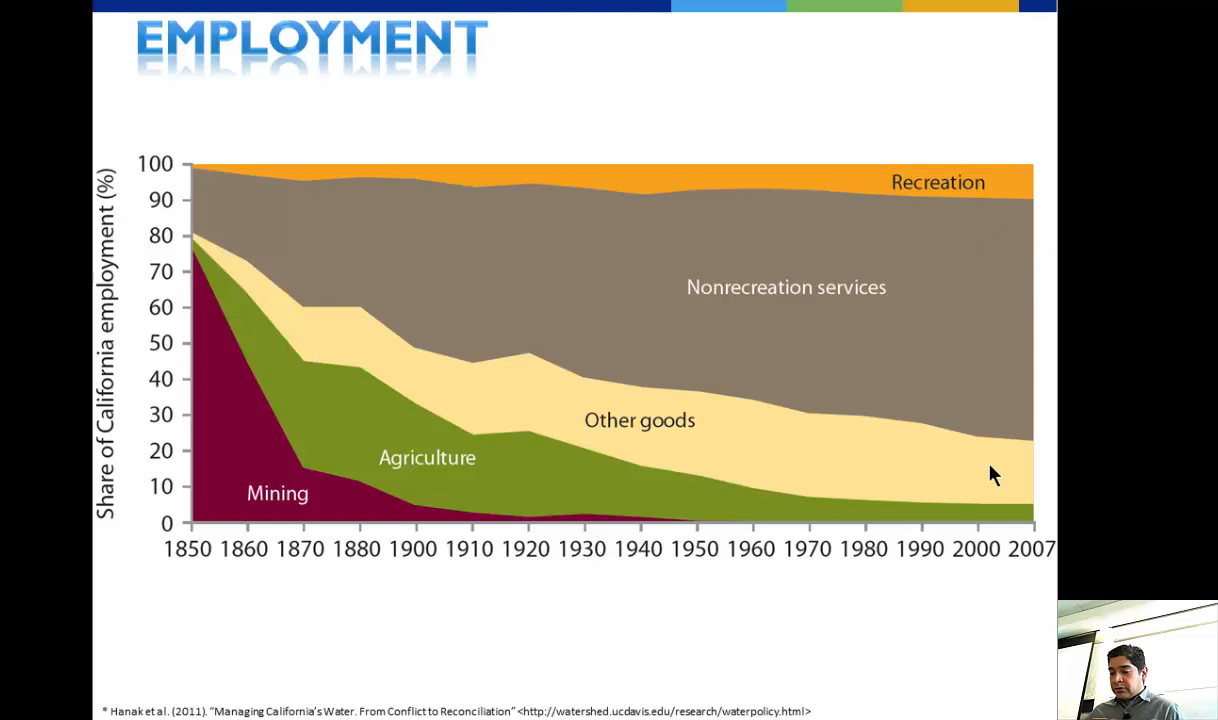 EMPLOYMENT
Share of California employment (%)
100
90
80
70
60
50
40
30
20
10
0
Recreation
Nonrecreation services
Other goods
Agriculture
Mining
1850 1860 1870 1880 1900 1910 1920 1930 1940 1950 1960 1970 1980 1990 2000 2007
* Hanak et al. (2011). "Managing California's Water. From Conflict to Reconciliation" <http://watershed.ucdavis.edu/research/waterpolicy.html>